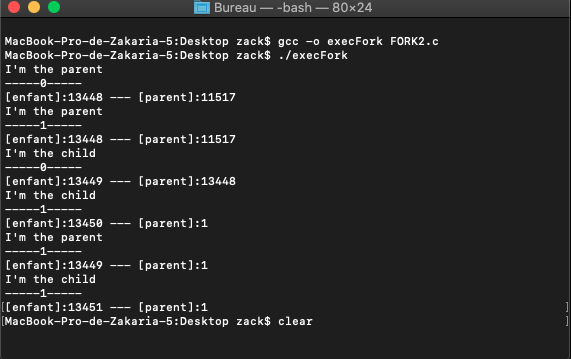 Bureau — -bash — 80×24
MacBook-Pro-de-Zakaria-5:Desktop zack$ gcc -o execFork FORK2.c
MacBook-Pro-de-Zakaria-5:Desktop zack$ ./execFork
I'm the parent
-----0-----
[enfant]:13448 --- [parent]:11517
I'm the parent
-----1-----
[enfant]:13448 --- [parent]:11517
I'm the child
-----0-----
[enfant]:13449 --- [parent]:13448
I'm the child
-----1-----
[enfant]:13450 --- [parent]:1
I'm the parent
-----1-----
[enfant]:13449 --- [parent]:1
I'm the child
-----1-----
[[enfant]:13451 --- [parent]:1 ]
[MacBook-Pro-de-Zakaria-5:Desktop zack$ clear ]